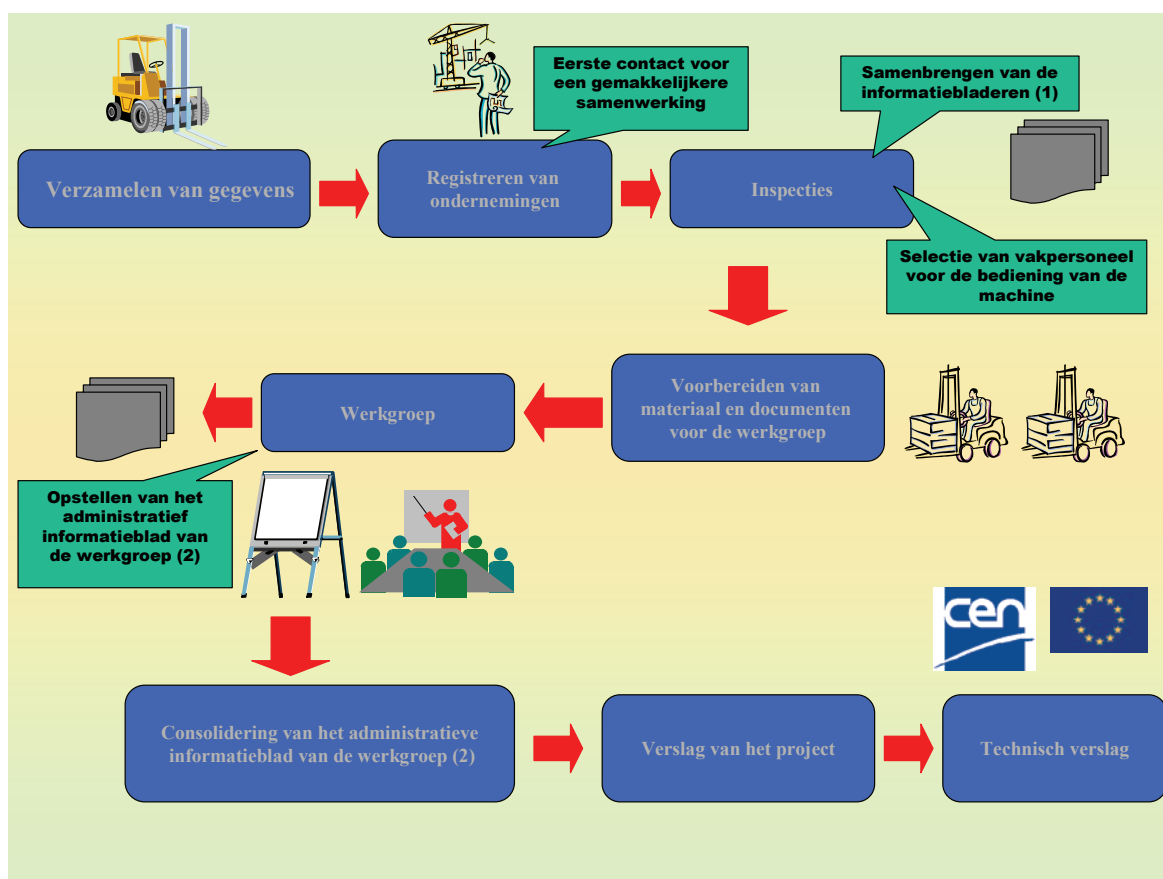 Eerste contact voor
een gemakkelijkere
samenwerking
Samenbrengen van de
informatiebladeren (1)
Verzamelen van gegevens
Registreren van
ondernemingen
Inspecties
Selectie van vakpersoneel
voor de bediening van de
machine
Voorbereiden van
materiaal en documenten
voor de werkgroep
Werkgroep
Opstellen van het
administratief
informatieblad van
de werkgroep (2)
cen
Consolidering van het administratieve
informatieblad van de werkgroep (2)
Verslag van het project
Technisch verslag